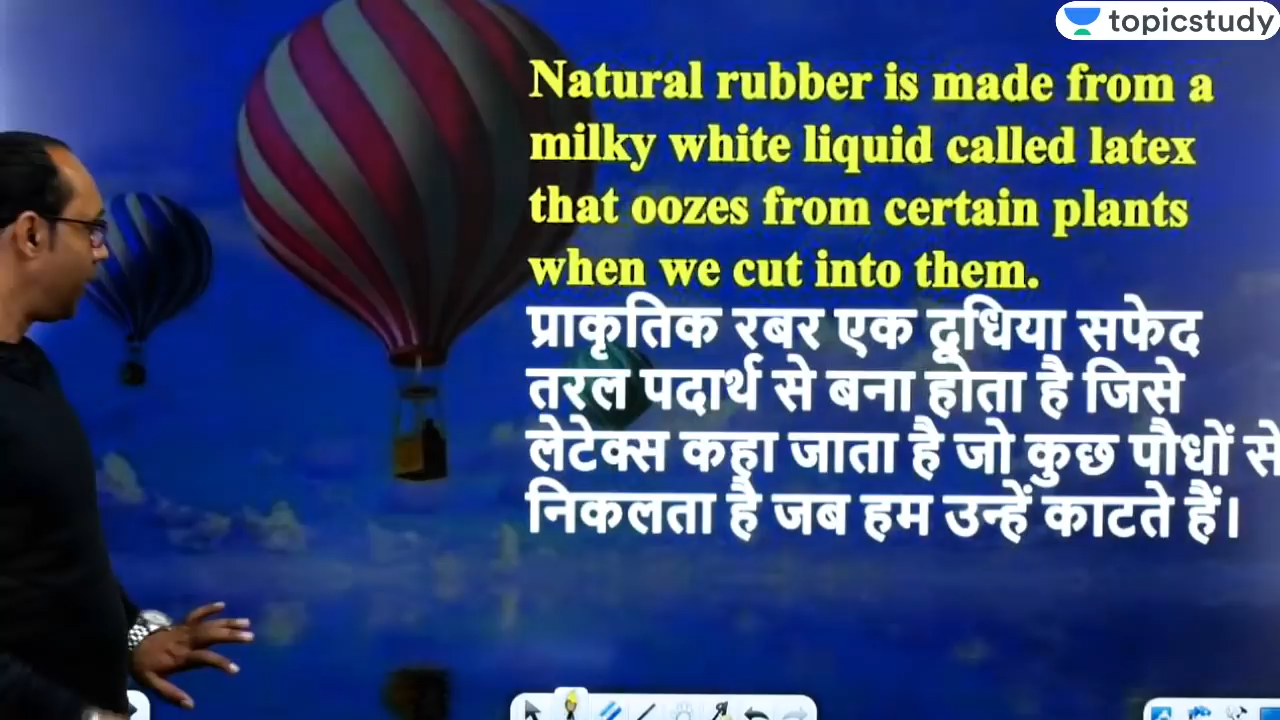 topicstudy
Natural rubber is made from a
milky white liquid called latex
that oozes from certain plants
when we cut into them.
प्राकृतिक रबर एक दूधिया सफेद
तरल पदार्थ से बना होता है जिसे
लेटेक्स कहा जाता है जो कुछ पौधों से
निकलता है जब हम उन्हें काटते हैं।